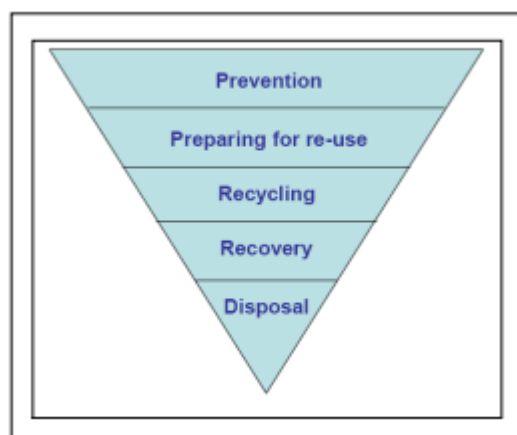 Prevention
Preparing for re-use
Recycling
Recovery
Disposal